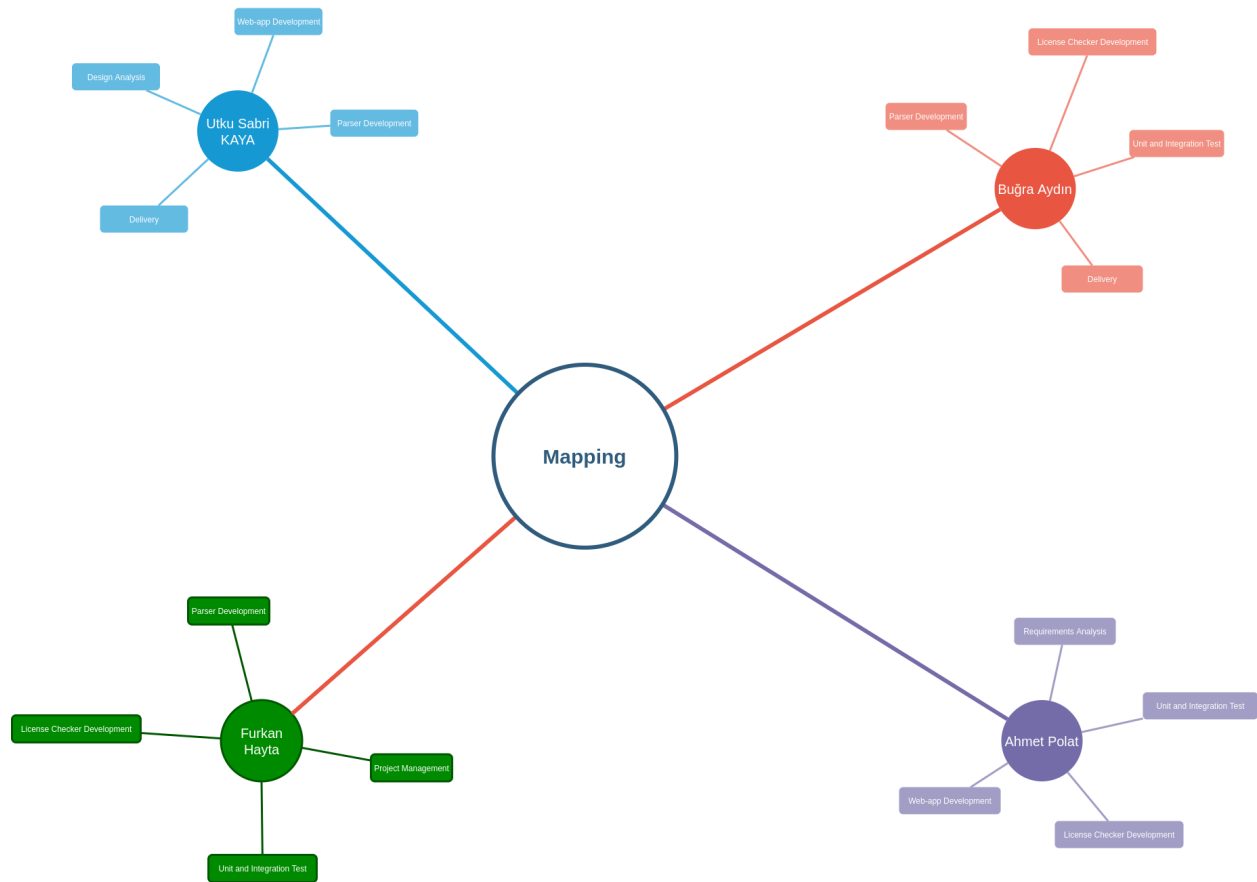 Web-app Development
Design Analysis
Utku Sabri
KAYA
Parser Development
Delivery
License Checker Development
Parser Development
Unit and Integration Test
Buğra Aydın
Delivery
Mapping
Parser Development
License Checker Development
Furkan
Hayta
Project Management
Unit and Integration Test
Requirements Analysis
Unit and Integration Test
Ahmet Polat
Web-app Development
License Checker Development